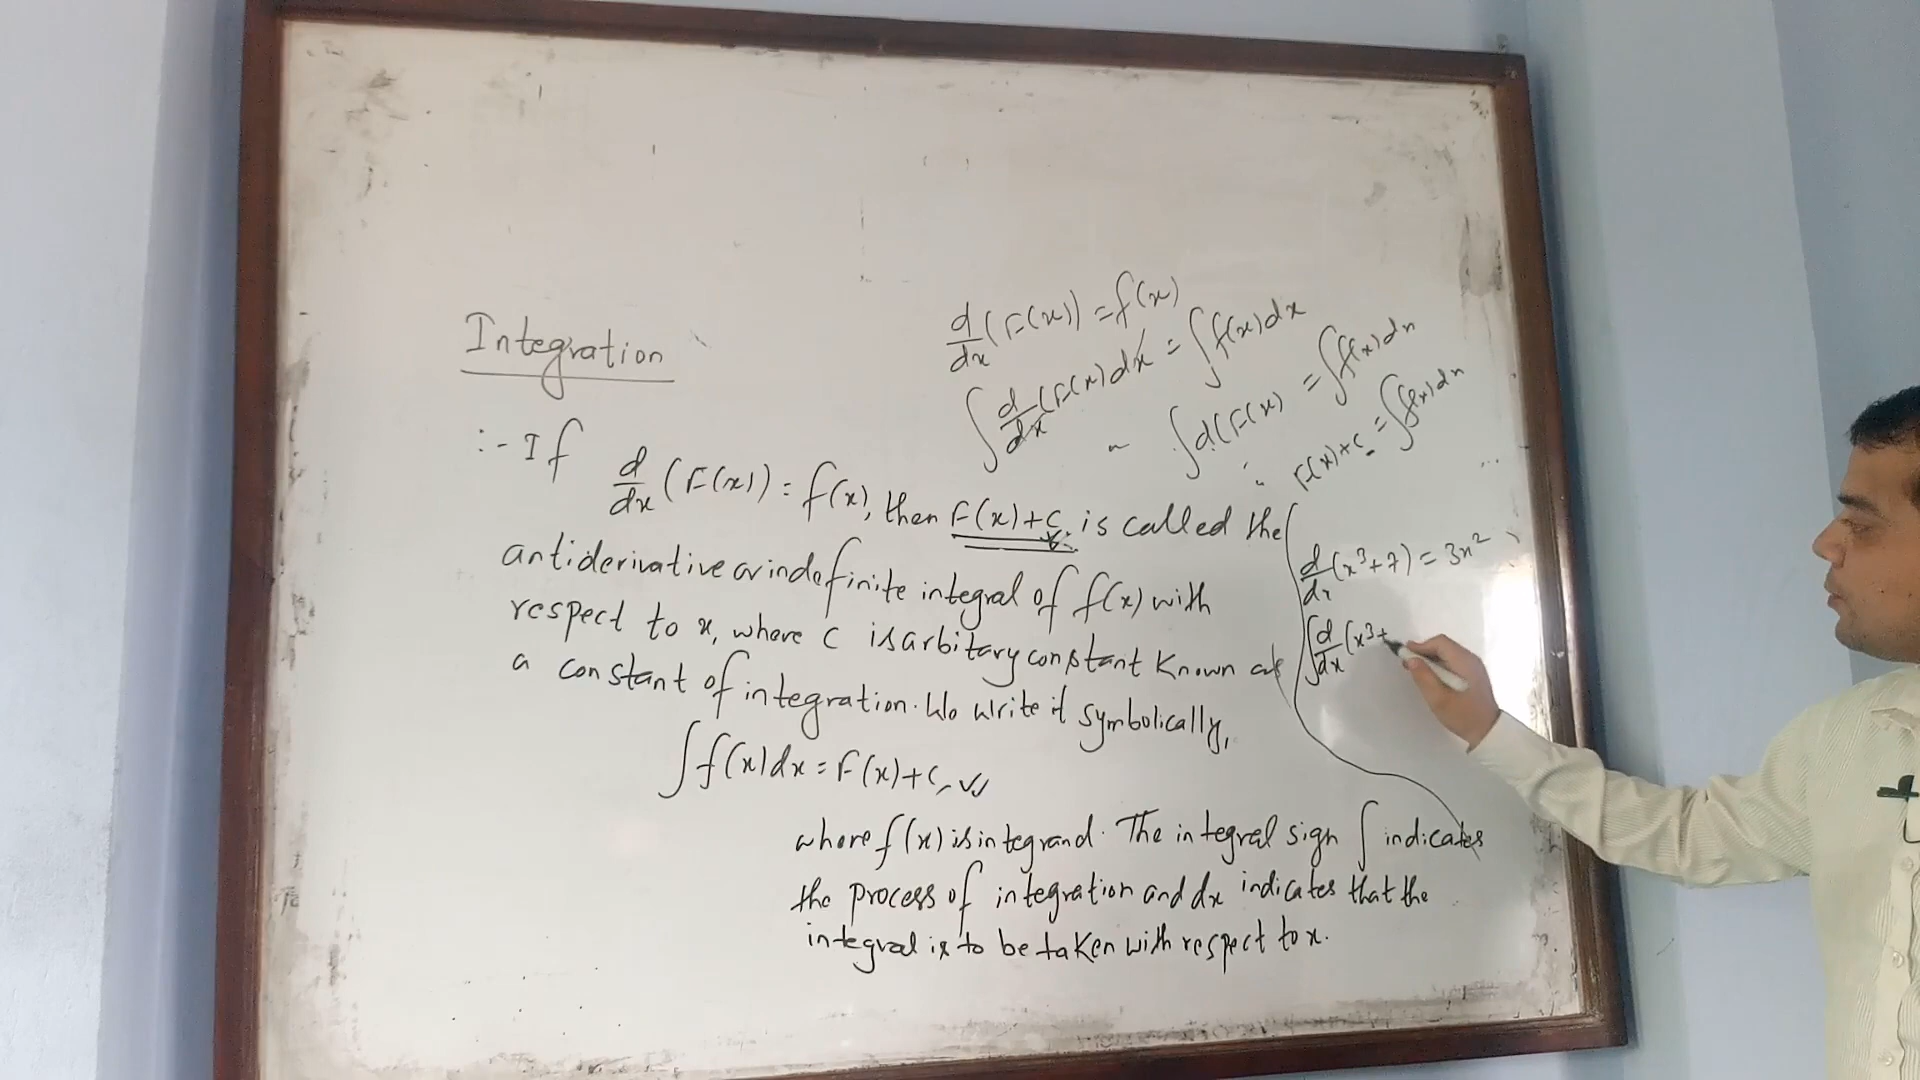 Integration
d/dx (F(x)) = f(x)
∫ d/dx (F(x) dx = ∫ f(x) dx
∫ d(F(x) = ∫ f(x) dx
F(x)+c = ∫ f(x) dx
:- If d/dx (F(x)) = f(x), then F(x)+c, is called the
antiderivative or indefinite integral of f(x) with
respect to x, where c is arbitary constant known as
a constant of integration. We write it symbolically,
∫ f(x) dx = F(x)+c,
where f(x) is integrand. The integral sign ∫ indicates
the process of integration and dx indicates that the
integral is to be taken with respect to x.
d/dx (x³+7) = 3x²
∫ d/dx (x³+